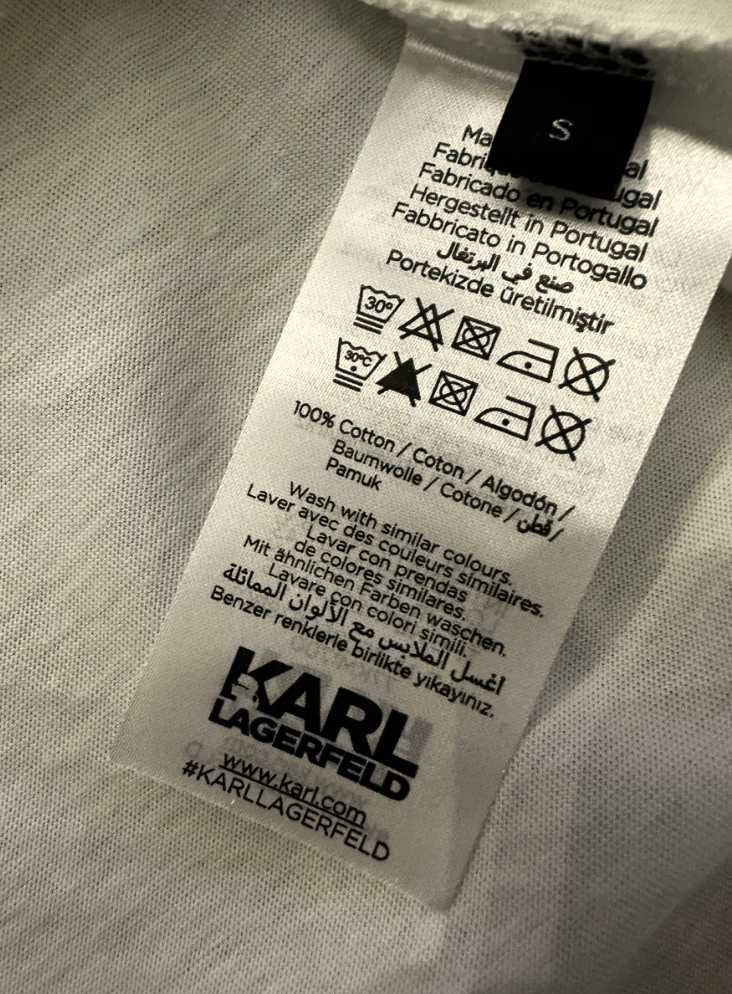 S
Fabricado en Portugal
Hergestellt in Portugal
Fabbricato in Portogallo
صنع في البرتغال
Portekizde üretilmiştir
30°
30°C
100% Cotton / Coton / Algodón /
Baumwolle / Cotone / قطن /
Pamuk
Wash with similar colours.
Laver avec des couleurs similaires.
Lavar con prendas
de colores similares.
Mit ähnlichen Farben waschen.
Lavare con colori simili.
اغسل الملابس مع الألوان المماثلة
Benzer renklerle birlikte yıkayınız.
KARL
LAGERFELD
www.karl.com
#KARLLAGERFELD